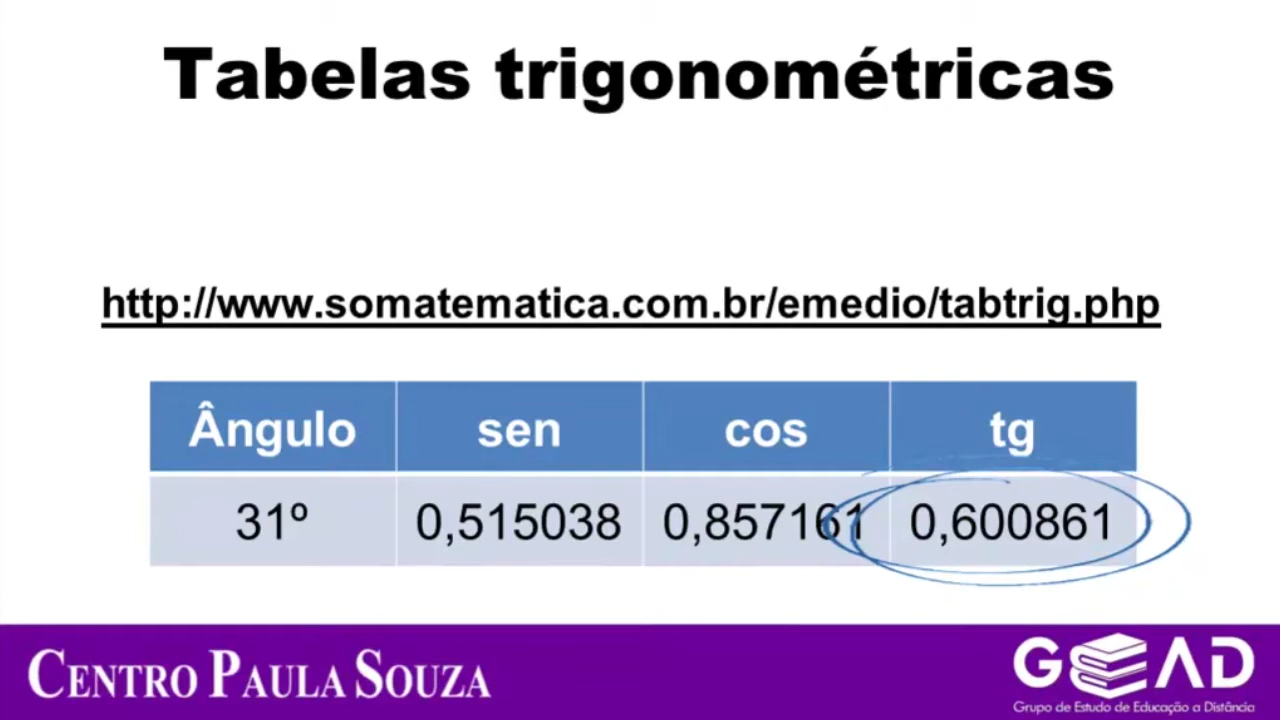 Tabelas trigonométricas
http://www.somatematica.com.br/emedio/tabtrig.php
Ângulo sen cos tg
31º 0,515038 0,857161 0,600861
CENTRO PAULA SOUZA
GEAD
Grupo de Estudo de Educação a Distância